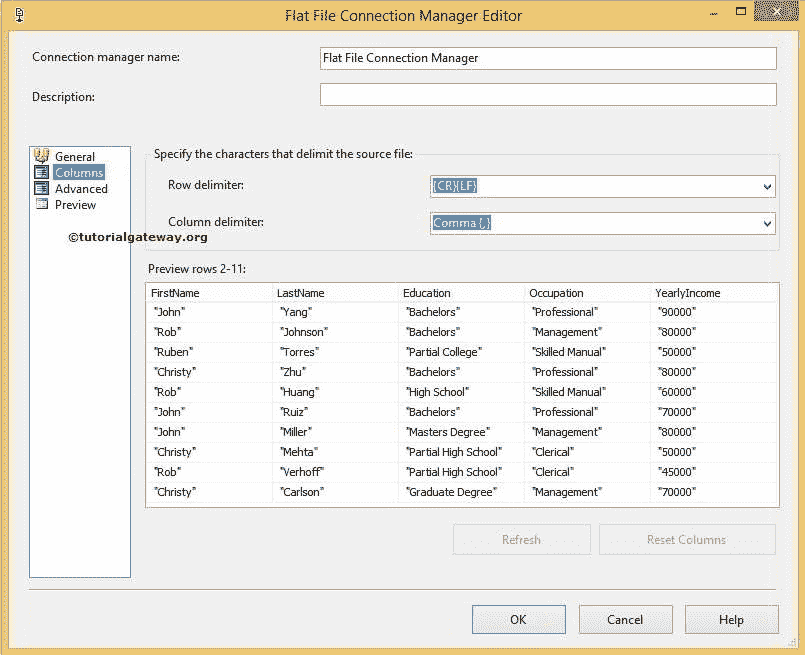 Flat File Connection Manager Editor
Connection manager name:
Flat File Connection Manager
Description:
General
Columns
Advanced
Preview
©tutorialgateway.org
Specify the characters that delimit the source file:
Row delimiter:
{CR}{LF}
Column delimiter:
Comma {,}
Preview rows 2-11:
FirstName LastName Education Occupation YearlyIncome
"John" "Yang" "Bachelors" "Professional" "90000"
"Rob" "Johnson" "Bachelors" "Management" "80000"
"Ruben" "Torres" "Partial College" "Skilled Manual" "50000"
"Christy" "Zhu" "Bachelors" "Professional" "80000"
"Rob" "Huang" "High School" "Skilled Manual" "60000"
"John" "Ruiz" "Bachelors" "Professional" "70000"
"John" "Miller" "Masters Degree" "Management" "80000"
"Christy" "Mehta" "Partial High School" "Clerical" "50000"
"Rob" "Verhoff" "Partial High School" "Clerical" "45000"
"Christy" "Carlson" "Graduate Degree" "Management" "70000"
Refresh
Reset Columns
OK
Cancel
Help